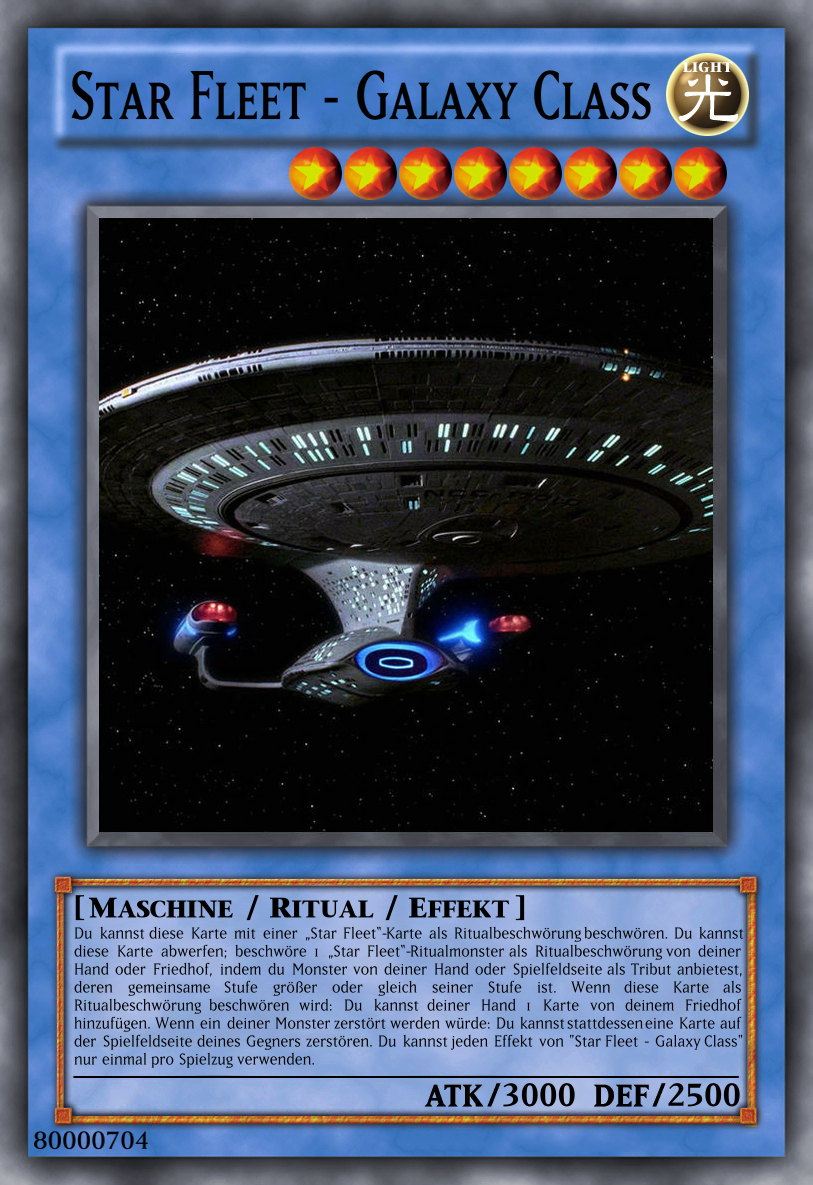 Star Fleet - Galaxy Class
LIGHT
光
[ Maschine / Ritual / Effekt ]
Du kannst diese Karte mit einer „Star Fleet“-Karte als Ritualbeschwörung beschwören. Du kannst
diese Karte abwerfen; beschwöre 1 „Star Fleet“-Ritualmonster als Ritualbeschwörung von deiner
Hand oder Friedhof, indem du Monster von deiner Hand oder Spielfeldseite als Tribut anbietest,
deren gemeinsame Stufe größer oder gleich seiner Stufe ist. Wenn diese Karte als
Ritualbeschwörung beschwören wird: Du kannst deiner Hand 1 Karte von deinem Friedhof
hinzufügen. Wenn ein deiner Monster zerstört werden würde: Du kannst stattdessen eine Karte auf
der Spielfeldseite deines Gegners zerstören. Du kannst jeden Effekt von "Star Fleet - Galaxy Class"
nur einmal pro Spielzug verwenden.
ATK/3000 DEF/2500
80000704